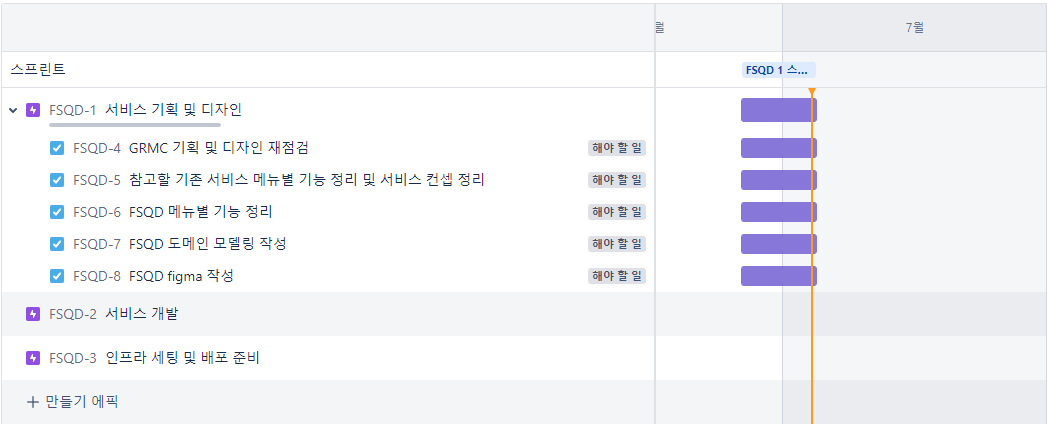 월
7월
스프린트
FSQD 1 스...
FSQD-1 서비스 기획 및 디자인
FSQD-4 GRMC 기획 및 디자인 재점검 해야 할 일
FSQD-5 참고할 기존 서비스 메뉴별 기능 정리 및 서비스 컨셉 정리 해야 할 일
FSQD-6 FSQD 메뉴별 기능 정리 해야 할 일
FSQD-7 FSQD 도메인 모델링 작성 해야 할 일
FSQD-8 FSQD figma 작성 해야 할 일
FSQD-2 서비스 개발
FSQD-3 인프라 세팅 및 배포 준비
만들기 에픽